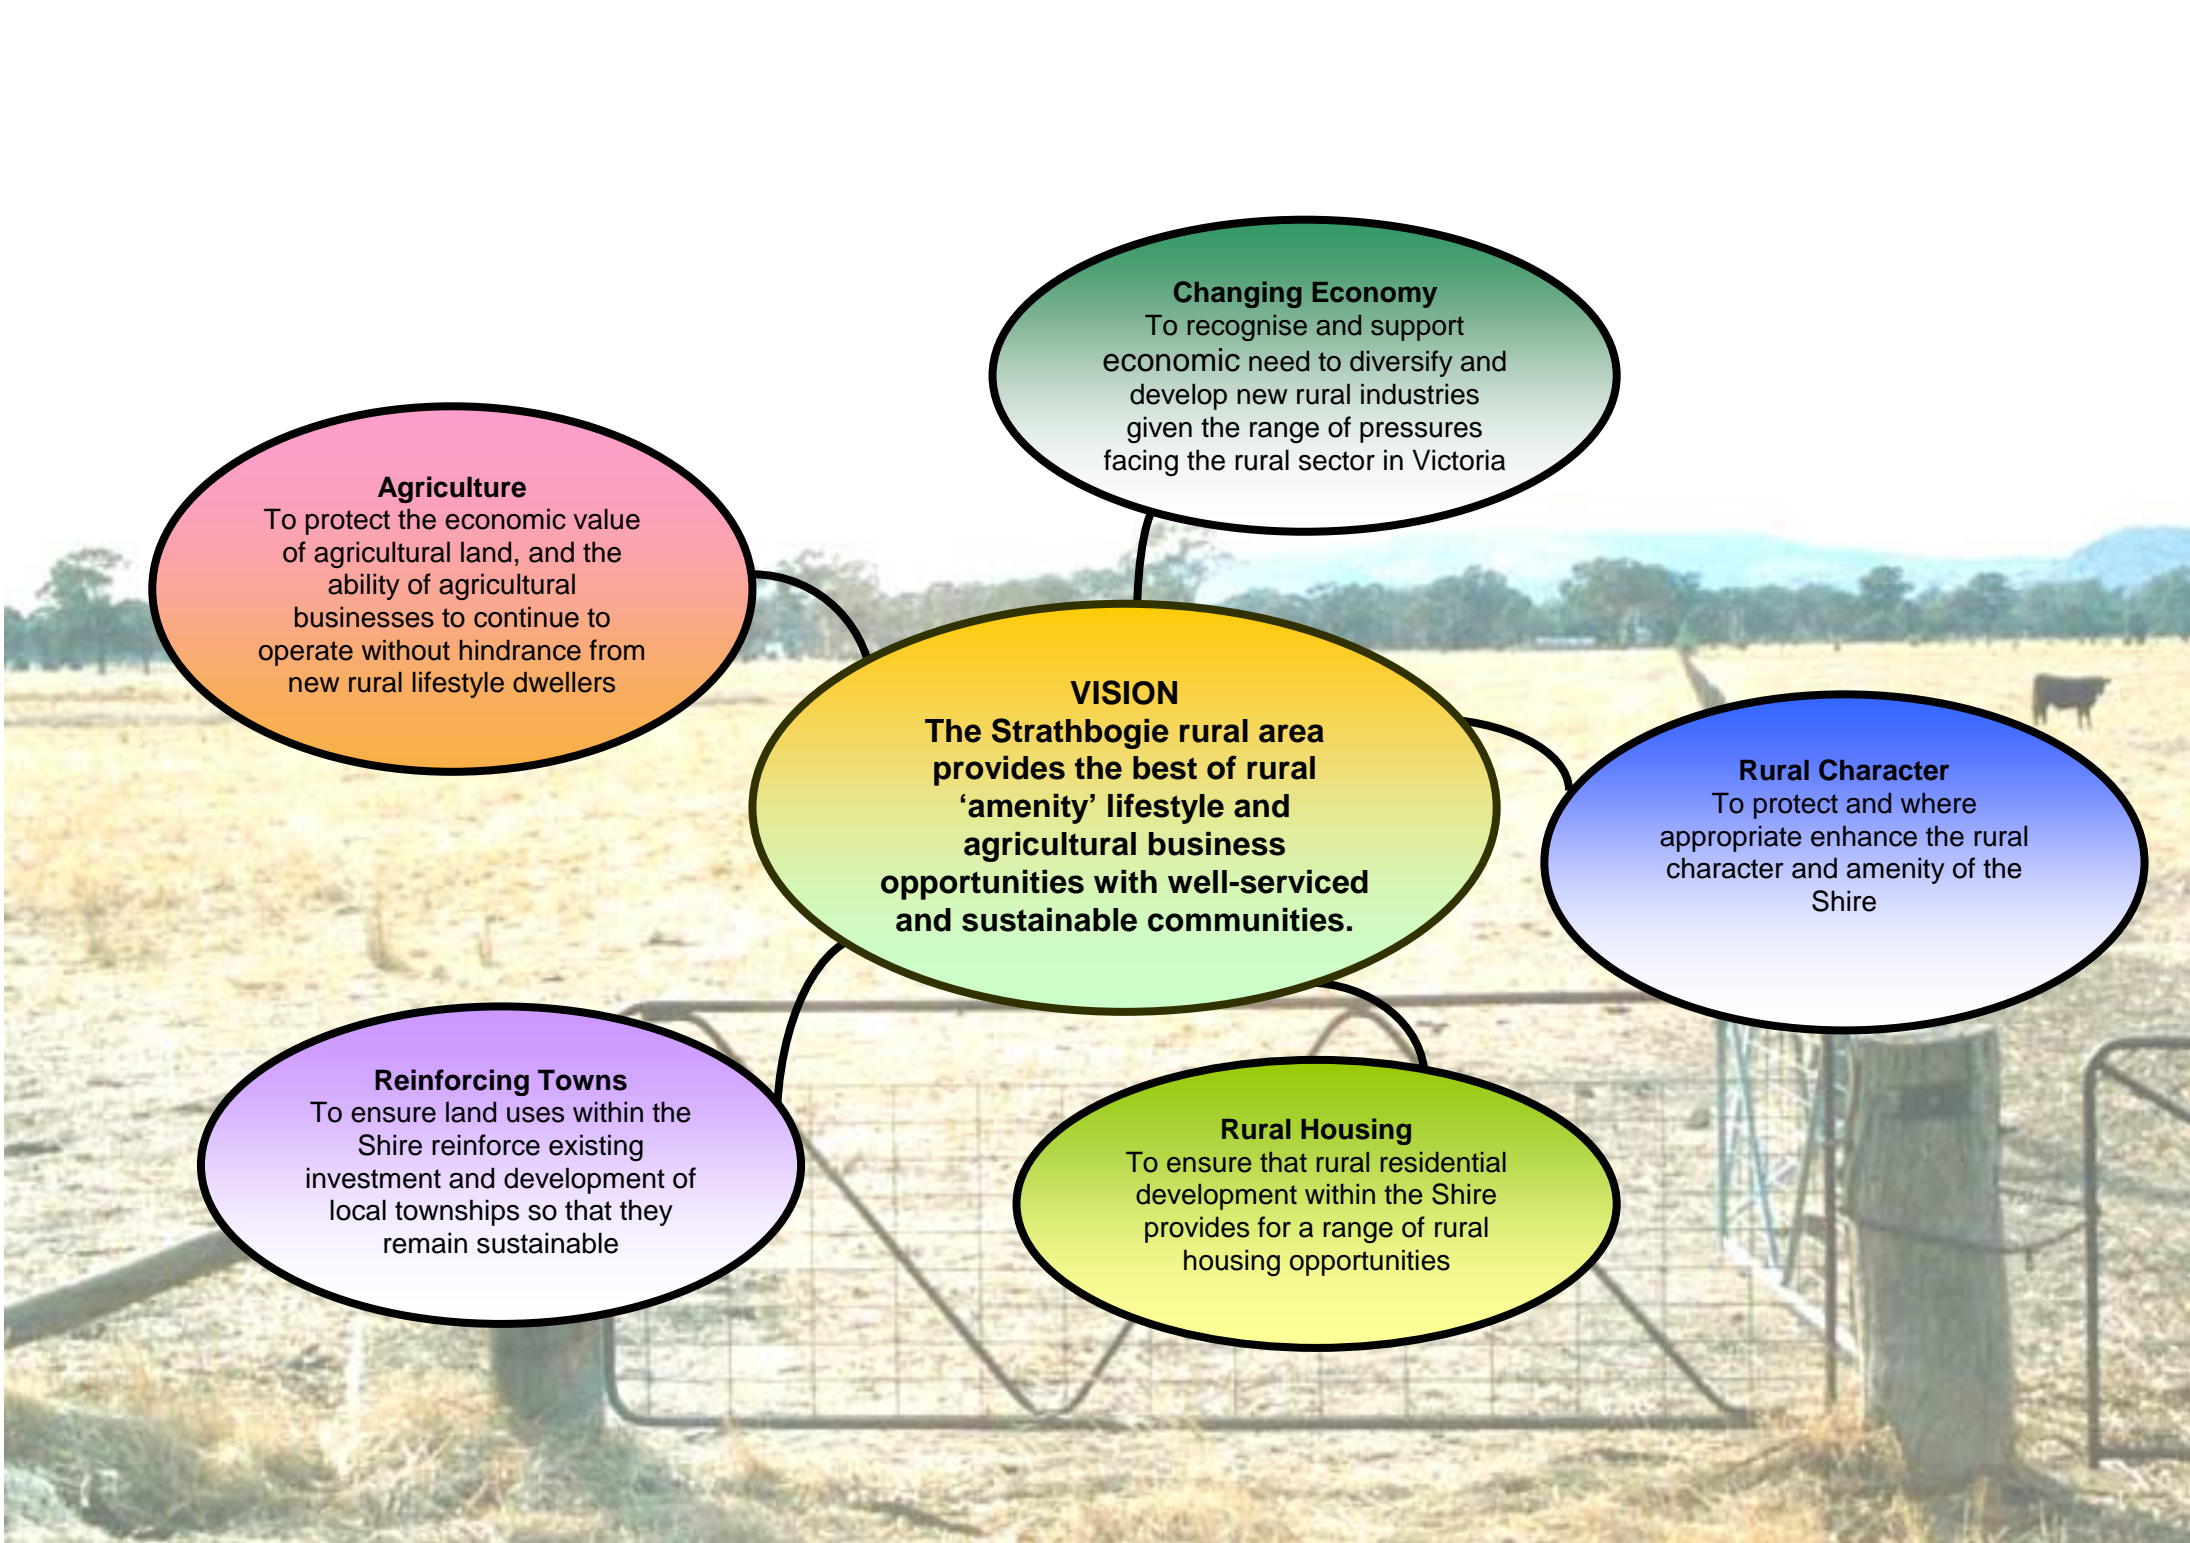 Changing Economy
To recognise and support
economic need to diversify and
develop new rural industries
given the range of pressures
facing the rural sector in Victoria
Agriculture
To protect the economic value
of agricultural land, and the
ability of agricultural
businesses to continue to
operate without hindrance from
new rural lifestyle dwellers
VISION
The Strathbogie rural area
provides the best of rural
‘amenity’ lifestyle and
agricultural business
opportunities with well-serviced
and sustainable communities.
Rural Character
To protect and where
appropriate enhance the rural
character and amenity of the
Shire
Reinforcing Towns
To ensure land uses within the
Shire reinforce existing
investment and development of
local townships so that they
remain sustainable
Rural Housing
To ensure that rural residential
development within the Shire
provides for a range of rural
housing opportunities